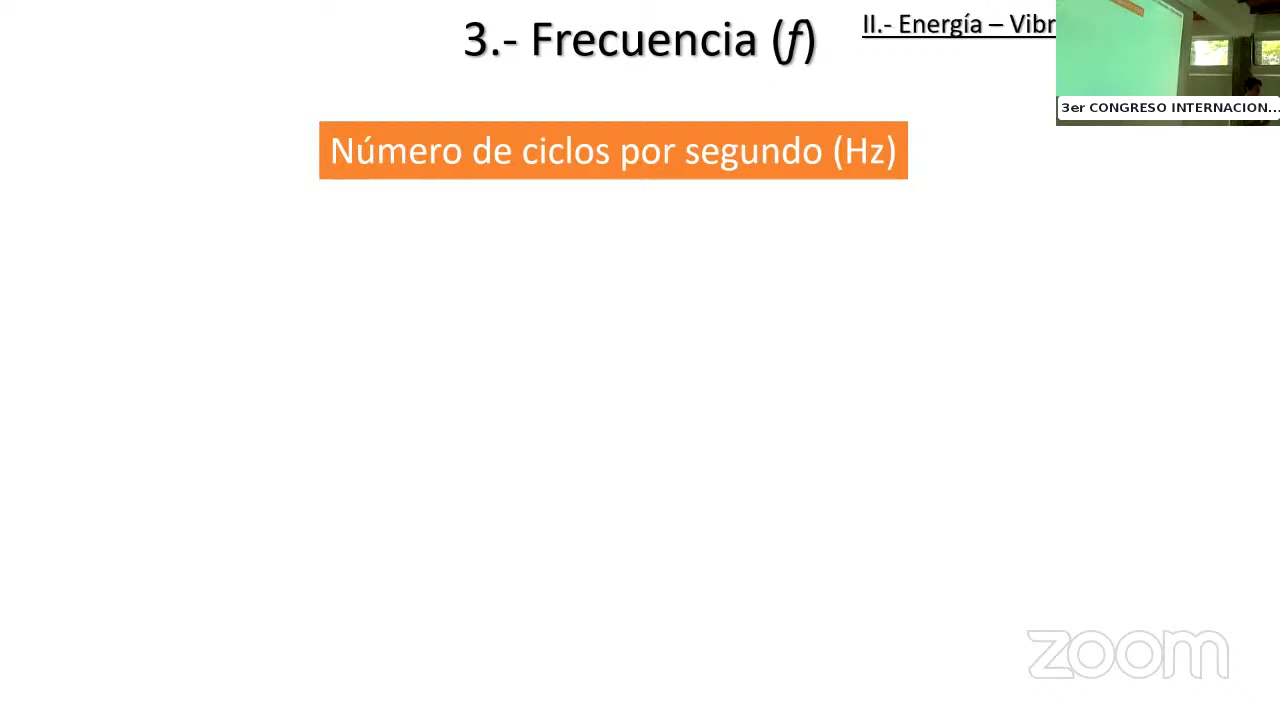 3.- Frecuencia (f)
II.- Energía – Vibr
3er CONGRESO INTERNACION...
Número de ciclos por segundo (Hz)
zoom